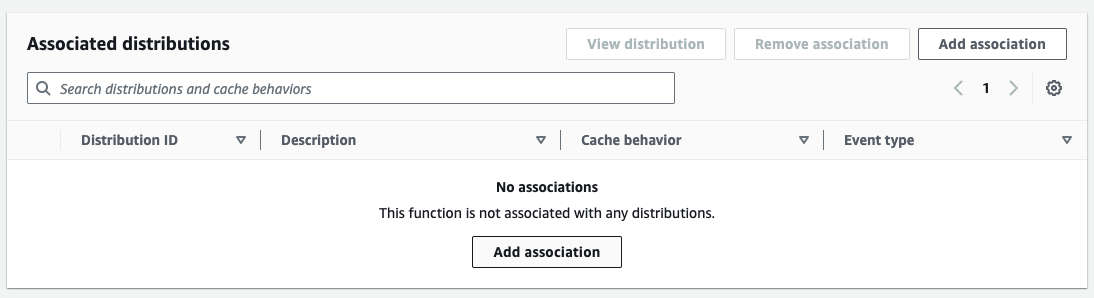 Associated distributions
View distribution
Remove association
Add association
Search distributions and cache behaviors
1
Distribution ID
Description
Cache behavior
Event type
No associations
This function is not associated with any distributions.
Add association